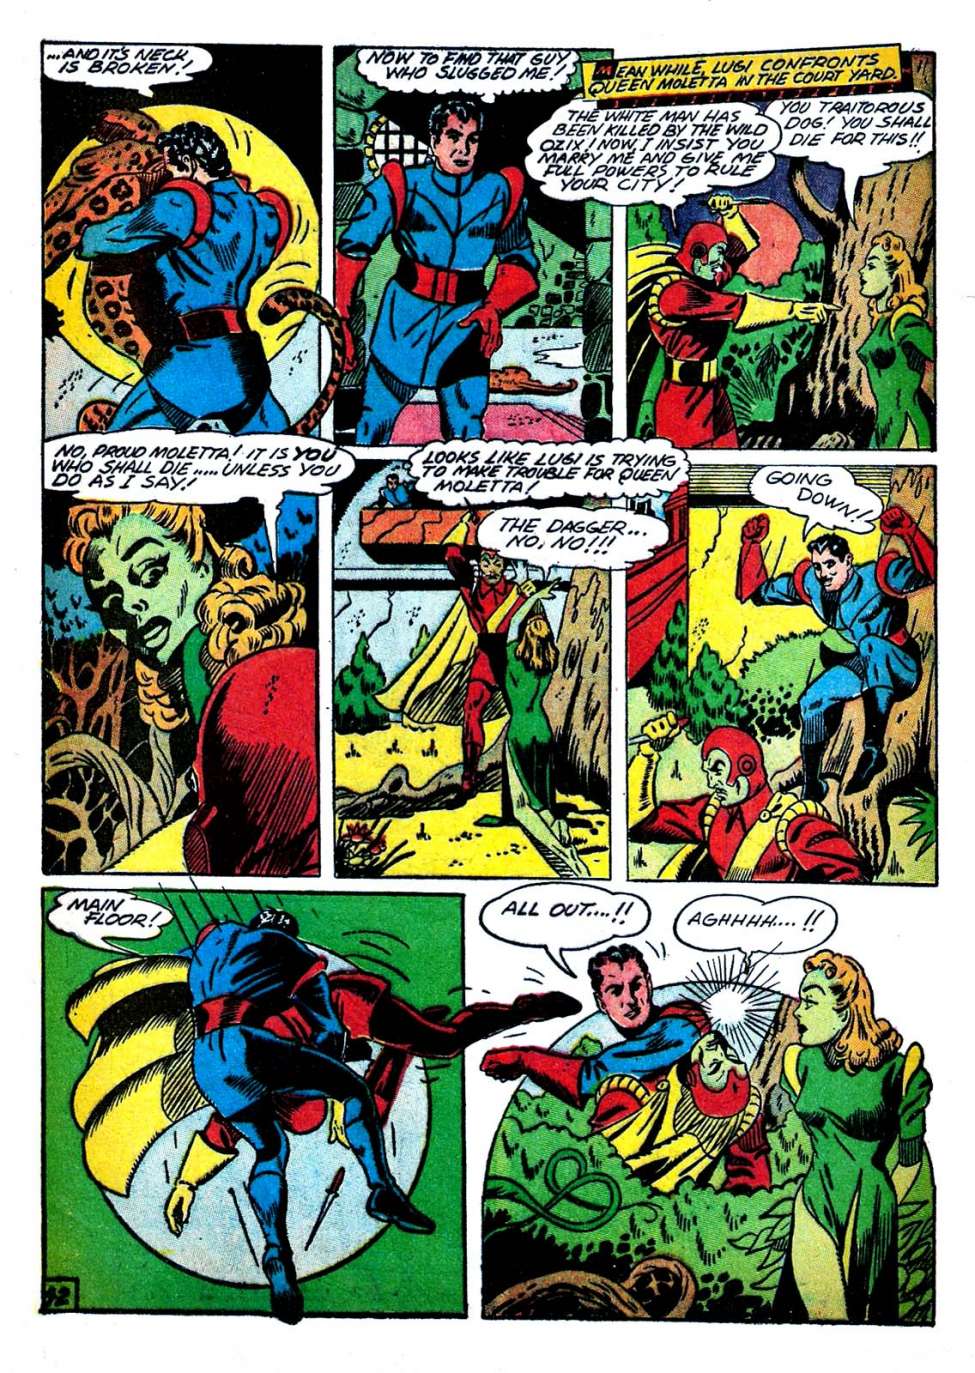 ...AND IT'S NECK
IS BROKEN.!
NOW TO FIND THAT GUY
WHO SLUGGED ME!
MEANWHILE, LUGI CONFRONTS
QUEEN MOLETTA IN THE COURT YARD.
THE WHITE MAN HAS
BEEN KILLED BY THE WILD
OZIX! NOW, I INSIST YOU
MARRY ME AND GIVE ME
FULL POWERS TO RULE
YOUR CITY!
YOU TRAITOROUS
DOG! YOU SHALL
DIE FOR THIS!!
NO, PROUD MOLETTA! IT IS YOU
WHO SHALL DIE.....UNLESS YOU
DO AS I SAY.!
LOOKS LIKE LUGI IS TRYING
TO MAKE TROUBLE FOR QUEEN
MOLETTA!
THE DAGGER...
NO, NO!!!
GOING
DOWN!!
MAIN
FLOOR!
ALL OUT....!!
AGHHHH....!!
92